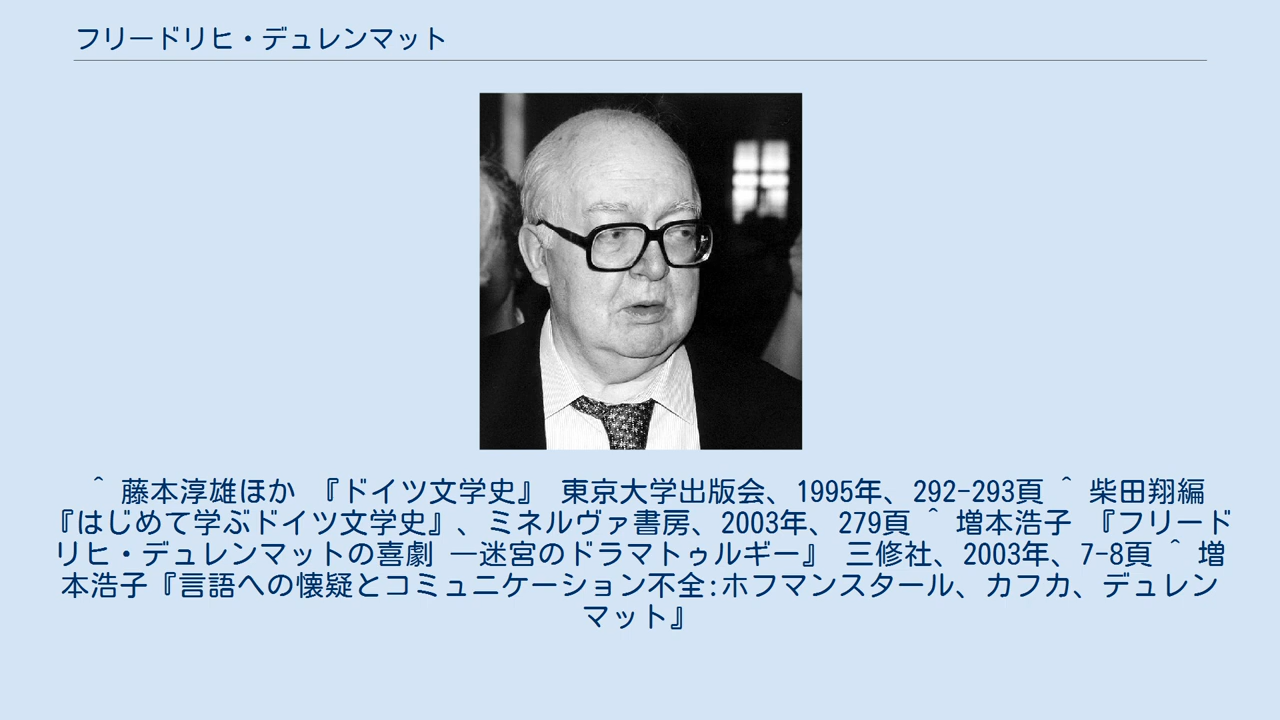 フリードリヒ・デュレンマット
^ 藤本淳雄ほか 『ドイツ文学史』 東京大学出版会、1995年、292-293頁 ^ 柴田翔編
『はじめて学ぶドイツ文学史』、ミネルヴァ書房、2003年、279頁 ^ 増本浩子 『フリード
リヒ・デュレンマットの喜劇 ―迷宮のドラマトゥルギー』 三修社、2003年、7-8頁 ^ 増
本浩子『言語への懐疑とコミュニケーション不全:ホフマンスタール、カフカ、デュレン
マット』